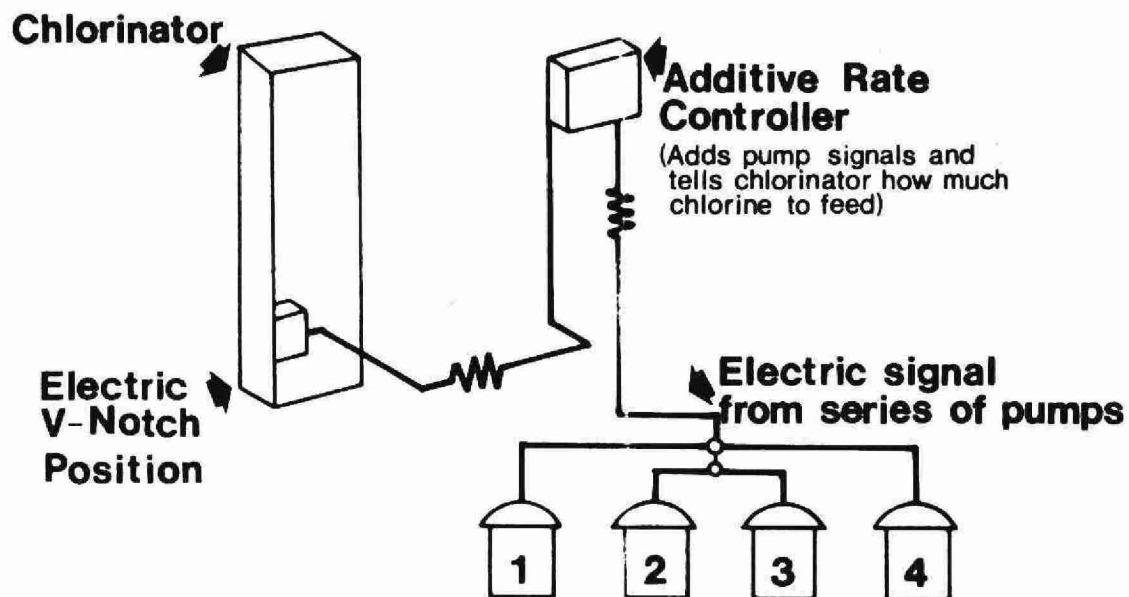 Chlorinator
Additive Rate
Controller
(Adds pump signals and
tells chlorinator how much
chlorine to feed)
Electric
V-Notch
Position
Electric signal
from series of pumps
1 2 3 4